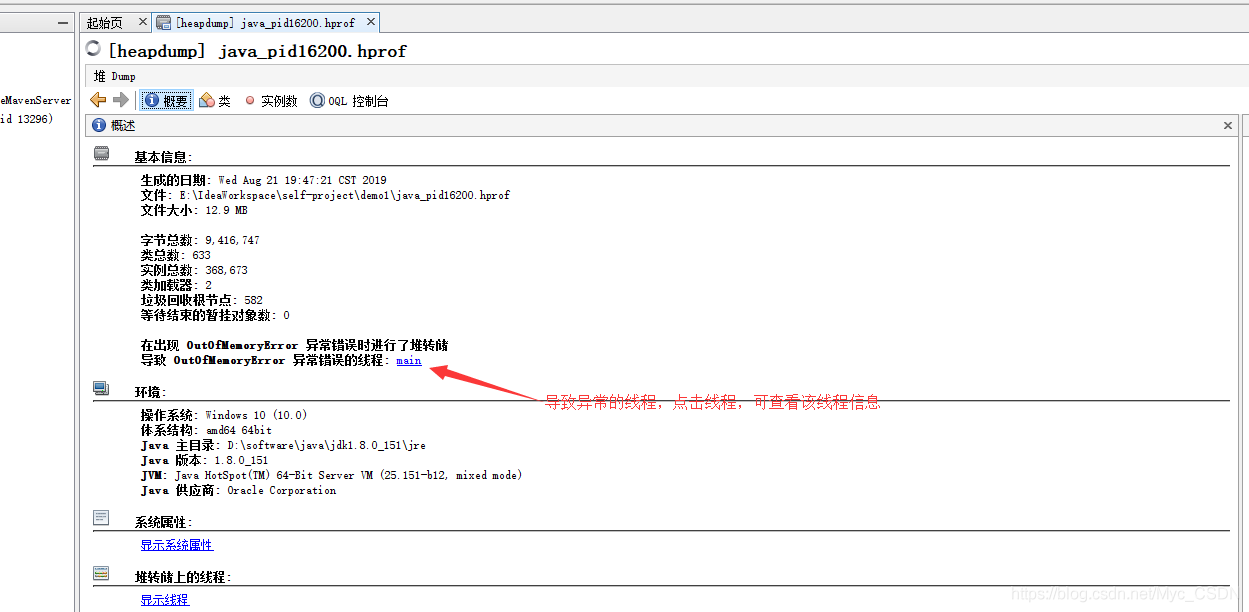 起始页
[heapdump] java_pid16200.hprof
[heapdump] java_pid16200.hprof
堆 Dump
eMavenServer
id 13296)
概要 类 实例数 OQL 控制台
概述
基本信息:
生成的日期: Wed Aug 21 19:47:21 CST 2019
文件: E:\IdeaWorkspace\self-project\demo1\java_pid16200.hprof
文件大小: 12.9 MB
字节总数: 9,416,747
类总数: 633
实例总数: 368,673
类加载器: 2
垃圾回收根节点: 582
等待结束的暂挂对象数: 0
在出现 OutOfMemoryError 异常错误时进行了堆转储
导致 OutOfMemoryError 异常错误的线程: main
导致异常的线程，点击线程，可查看该线程信息
环境:
操作系统: Windows 10 (10.0)
体系结构: amd64 64bit
Java 主目录: D:\software\java\jdk1.8.0_151\jre
Java 版本: 1.8.0_151
JVM: Java HotSpot(TM) 64-Bit Server VM (25.151-b12, mixed mode)
Java 供应商: Oracle Corporation
系统属性:
显示系统属性
堆转储上的线程:
显示线程
https://blog.csdn.net/Myc_CSDN